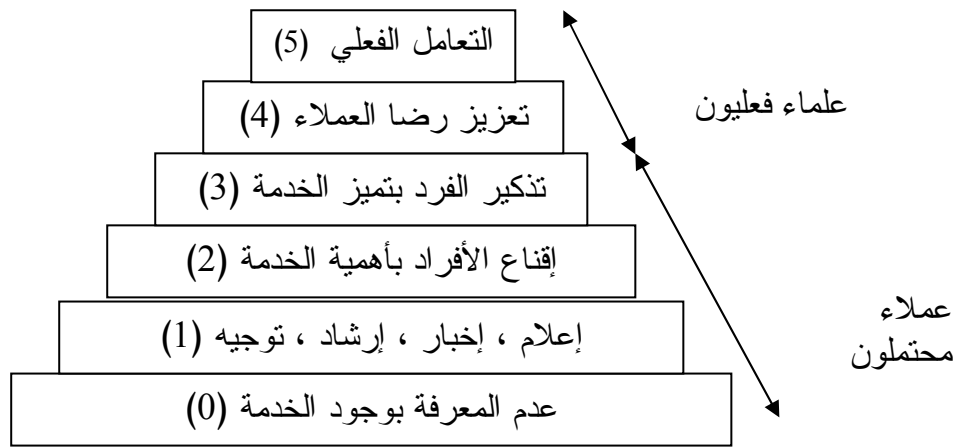 التعامل الفعلي (5)
علماء فعليون
تعزيز رضا العملاء (4)
تذكير الفرد بتميز الخدمة (3)
إقناع الأفراد بأهمية الخدمة (2)
عملاء
محتملون
إعلام ، إخبار ، إرشاد ، توجيه (1)
عدم المعرفة بوجود الخدمة (0)